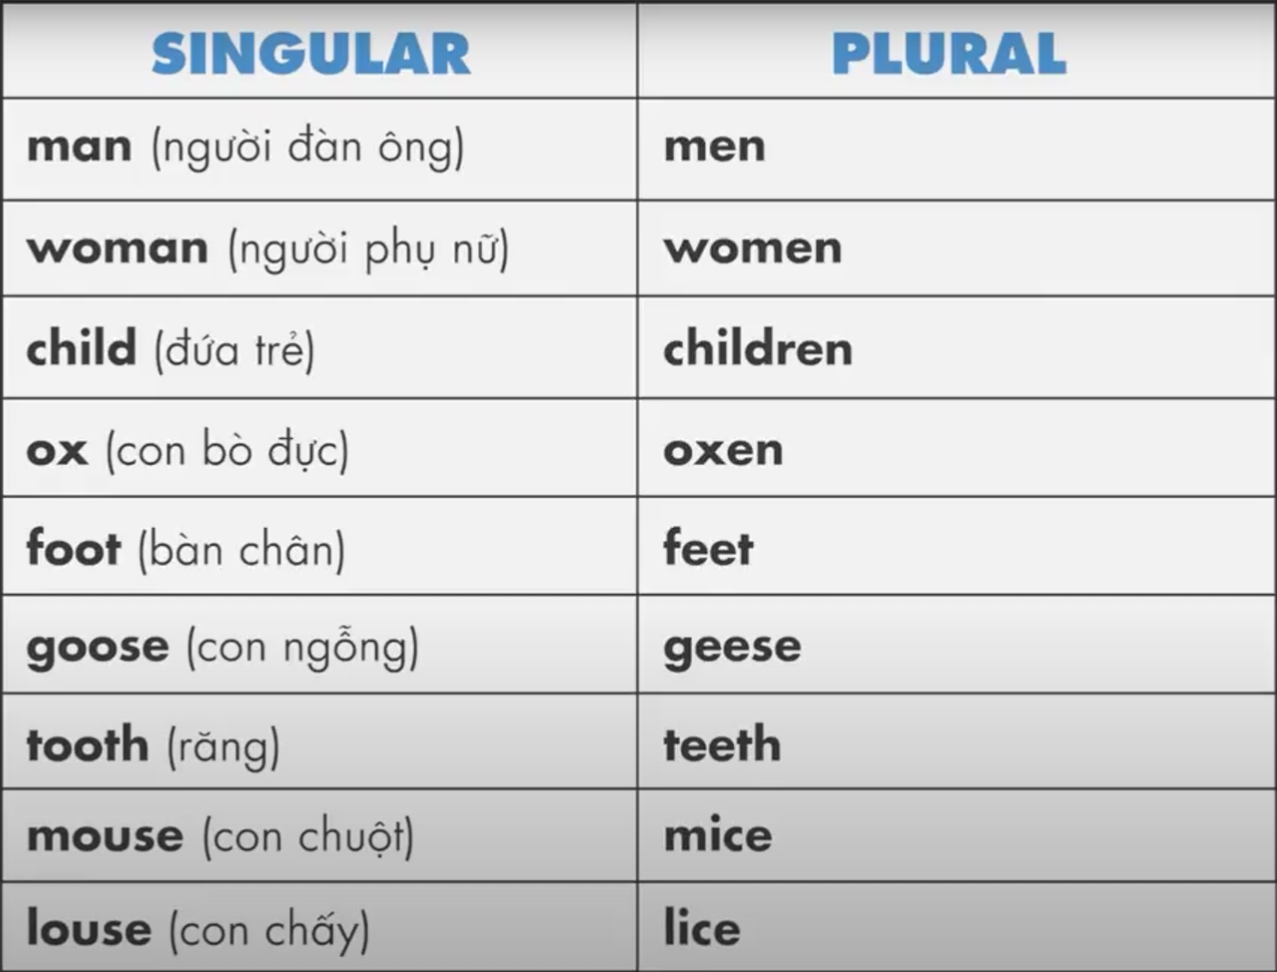 SINGULAR PLURAL
man (người đàn ông) men
woman (người phụ nữ) women
child (đứa trẻ) children
ox (con bò đực) oxen
foot (bàn chân) feet
goose (con ngỗng) geese
tooth (răng) teeth
mouse (con chuột) mice
louse (con chấy) lice